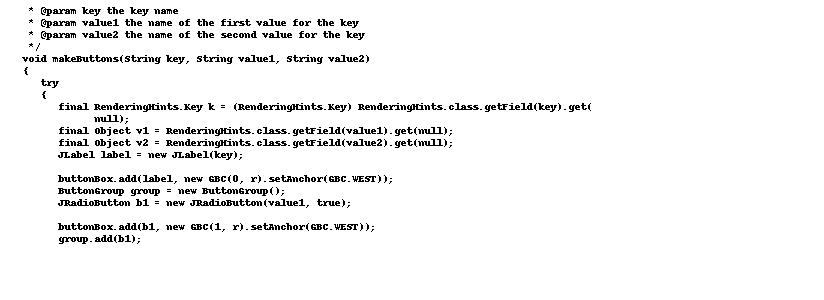 * @param key the key name
* @param value1 the name of the first value for the key
* @param value2 the name of the second value for the key
*/
void makeButtons(String key, String value1, String value2)
{
try
{
final RenderingHints.Key k = (RenderingHints.Key) RenderingHints.class.getField(key).get(
null);
final Object v1 = RenderingHints.class.getField(value1).get(null);
final Object v2 = RenderingHints.class.getField(value2).get(null);
JLabel label = new JLabel(key);
buttonBox.add(label, new GBC(0, r).setAnchor(GBC.WEST));
ButtonGroup group = new ButtonGroup();
JRadioButton b1 = new JRadioButton(value1, true);
buttonBox.add(b1, new GBC(1, r).setAnchor(GBC.WEST));
group.add(b1);